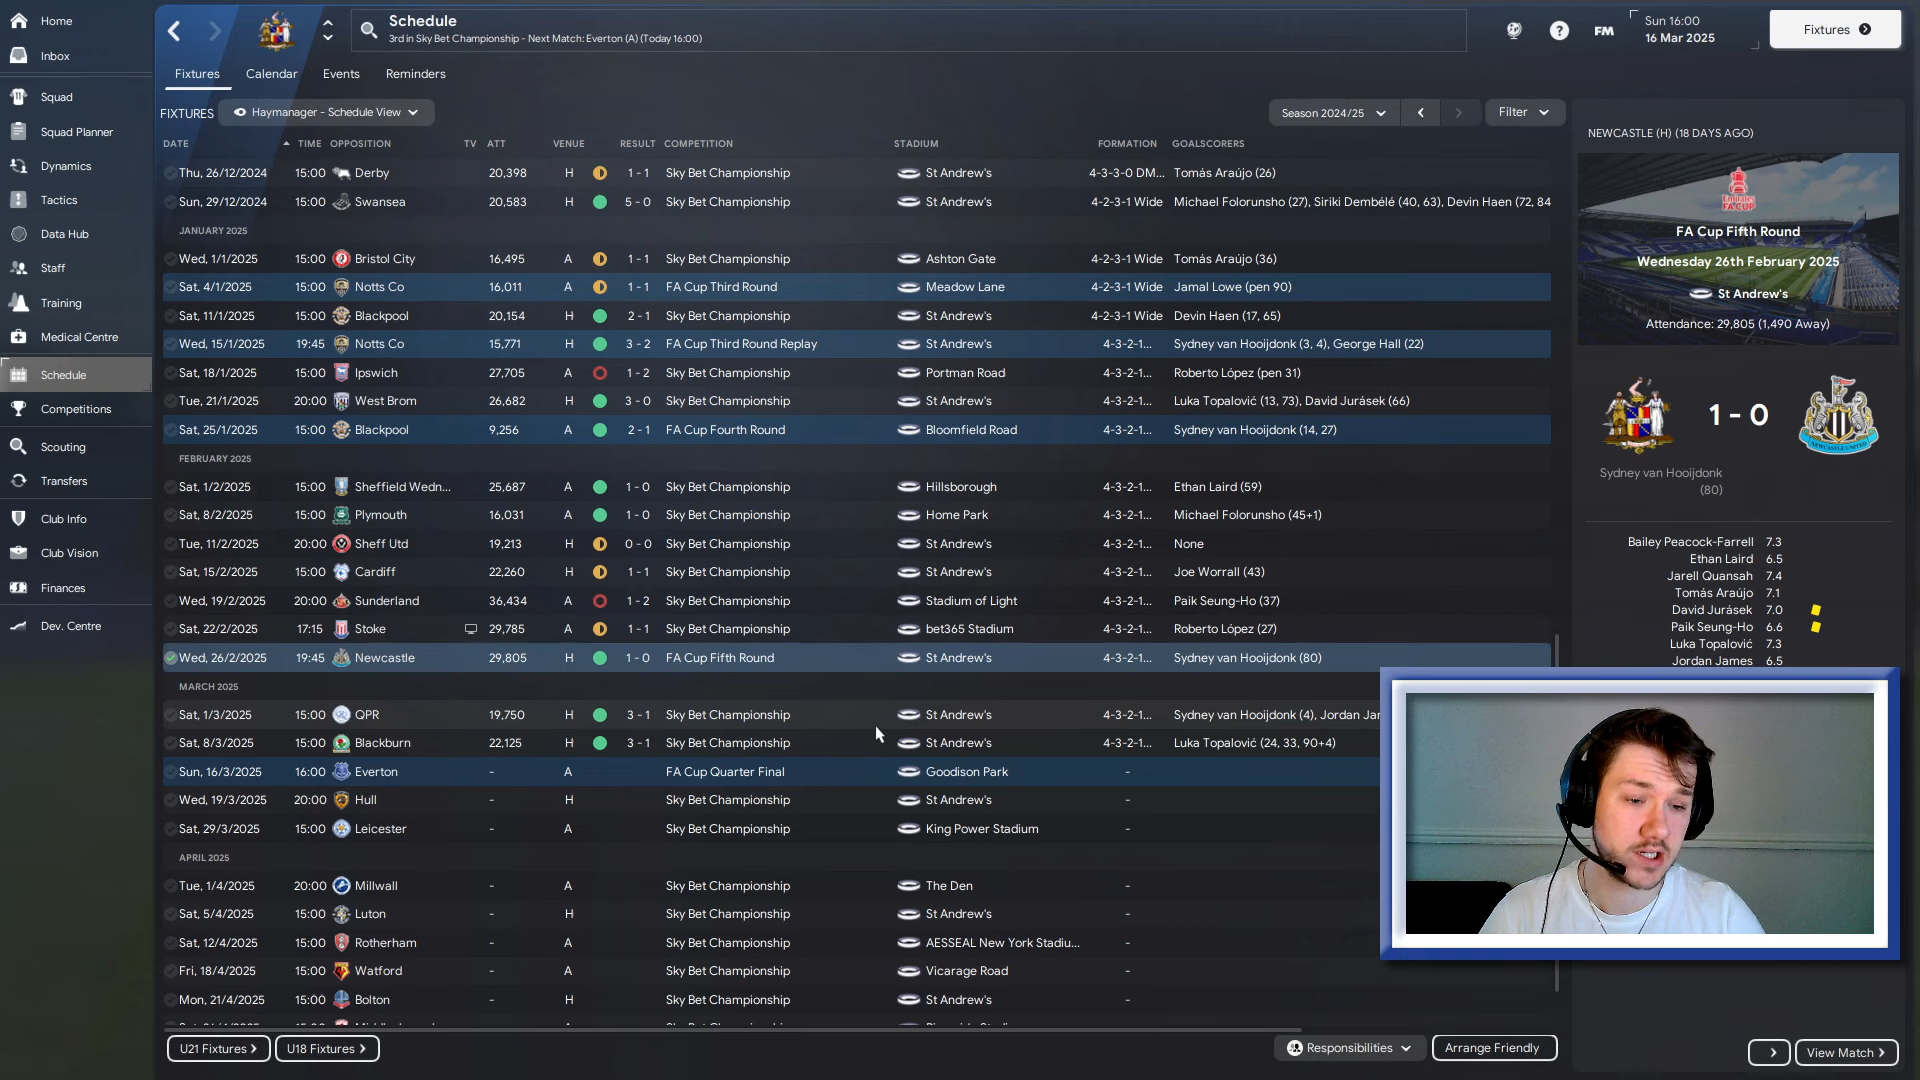 Home
Inbox
Squad
Squad Planner
Dynamics
Tactics
Data Hub
Staff
Training
Medical Centre
Schedule
Competitions
Scouting
Transfers
Club Info
Club Vision
Finances
Dev. Centre
Schedule
3rd in Sky Bet Championship - Next Match: Everton (A) (Today 16:00)
FM
Sun 16:00
16 Mar 2025
Fixtures
Fixtures Calendar Events Reminders
FIXTURES Haymanager - Schedule View Season 2024/25 Filter
DATE TIME OPPOSITION TV ATT VENUE RESULT COMPETITION STADIUM FORMATION GOALSCORERS
Thu, 26/12/2024 15:00 Derby 20,398 H 1 - 1 Sky Bet Championship St Andrew's 4-3-3-0 DM... Tomás Araújo (26)
Sun, 29/12/2024 15:00 Swansea 20,583 H 5 - 0 Sky Bet Championship St Andrew's 4-2-3-1 Wide Michael Folorunsho (27), Siriki Dembélé (40, 63), Devin Haen (72, 84
JANUARY 2025
Wed, 1/1/2025 15:00 Bristol City 16,495 A 1 - 1 Sky Bet Championship Ashton Gate 4-2-3-1 Wide Tomás Araújo (36)
Sat, 4/1/2025 15:00 Notts Co 16,011 A 1 - 1 FA Cup Third Round Meadow Lane 4-2-3-1 Wide Jamal Lowe (pen 90)
Sat, 11/1/2025 15:00 Blackpool 20,154 H 2 - 1 Sky Bet Championship St Andrew's 4-2-3-1 Wide Devin Haen (17, 65)
Wed, 15/1/2025 19:45 Notts Co 15,771 H 3 - 2 FA Cup Third Round Replay St Andrew's 4-3-2-1... Sydney van Hooijdonk (3, 4), George Hall (22)
Sat, 18/1/2025 15:00 Ipswich 27,705 A 1 - 2 Sky Bet Championship Portman Road 4-3-2-1... Roberto López (pen 31)
Tue, 21/1/2025 20:00 West Brom 26,682 H 3 - 0 Sky Bet Championship St Andrew's 4-3-2-1... Luka Topalović (13, 73), David Jurásek (66)
Sat, 25/1/2025 15:00 Blackpool 9,256 A 2 - 1 FA Cup Fourth Round Bloomfield Road 4-3-2-1... Sydney van Hooijdonk (14, 27)
FEBRUARY 2025
Sat, 1/2/2025 15:00 Sheffield Wedn... 25,687 A 1 - 0 Sky Bet Championship Hillsborough 4-3-2-1... Ethan Laird (59)
Sat, 8/2/2025 15:00 Plymouth 16,031 A 1 - 0 Sky Bet Championship Home Park 4-3-2-1... Michael Folorunsho (45+1)
Tue, 11/2/2025 20:00 Sheff Utd 19,213 H 0 - 0 Sky Bet Championship St Andrew's 4-3-2-1... None
Sat, 15/2/2025 15:00 Cardiff 22,260 H 1 - 1 Sky Bet Championship St Andrew's 4-3-2-1... Joe Worrall (43)
Wed, 19/2/2025 20:00 Sunderland 36,434 A 1 - 2 Sky Bet Championship Stadium of Light 4-3-2-1... Paik Seung-Ho (37)
Sat, 22/2/2025 17:15 Stoke 29,785 A 1 - 1 Sky Bet Championship bet365 Stadium 4-3-2-1... Roberto López (27)
Wed, 26/2/2025 19:45 Newcastle 29,805 H 1 - 0 FA Cup Fifth Round St Andrew's 4-3-2-1... Sydney van Hooijdonk (80)
MARCH 2025
Sat, 1/3/2025 15:00 QPR 19,750 H 3 - 1 Sky Bet Championship St Andrew's 4-3-2-1... Sydney van Hooijdonk (4), Jordan Jar
Sat, 8/3/2025 15:00 Blackburn 22,125 H 3 - 1 Sky Bet Championship St Andrew's 4-3-2-1... Luka Topalović (24, 33, 90+4)
Sun, 16/3/2025 16:00 Everton - A FA Cup Quarter Final Goodison Park -
Wed, 19/3/2025 20:00 Hull - H Sky Bet Championship St Andrew's -
Sat, 29/3/2025 15:00 Leicester - A Sky Bet Championship King Power Stadium -
APRIL 2025
Tue, 1/4/2025 20:00 Millwall - A Sky Bet Championship The Den -
Sat, 5/4/2025 15:00 Luton - H Sky Bet Championship St Andrew's -
Sat, 12/4/2025 15:00 Rotherham - A Sky Bet Championship AESSEAL New York Stadiu... -
Fri, 18/4/2025 15:00 Watford - A Sky Bet Championship Vicarage Road -
Mon, 21/4/2025 15:00 Bolton - H Sky Bet Championship St Andrew's -
U21 Fixtures U18 Fixtures Responsibilities Arrange Friendly
NEWCASTLE (H) (18 DAYS AGO)
Emirates
FA CUP
FA Cup Fifth Round
Wednesday 26th February 2025
St Andrew's
Attendance: 29,805 (1,490 Away)
1 - 0
Sydney van Hooijdonk
(80)
Bailey Peacock-Farrell 7.3
Ethan Laird 6.5
Jarell Quansah 7.4
Tomás Araújo 7.1
David Jurásek 7.0
Paik Seung-Ho 6.6
Luka Topalović 7.3
Jordan James 6.5
View Match